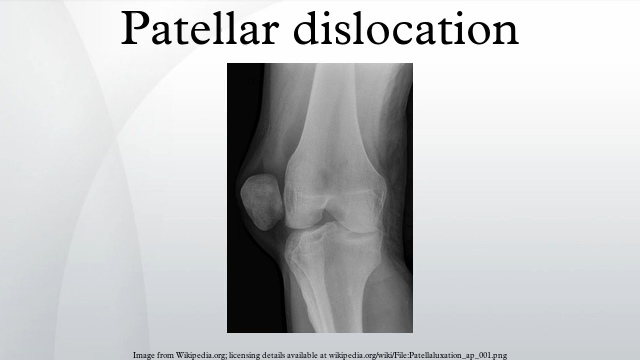 Patellar dislocation
Image from Wikipedia.org; licensing details available at wikipedia.org/wiki/File:Patellaluxation_ap_001.png